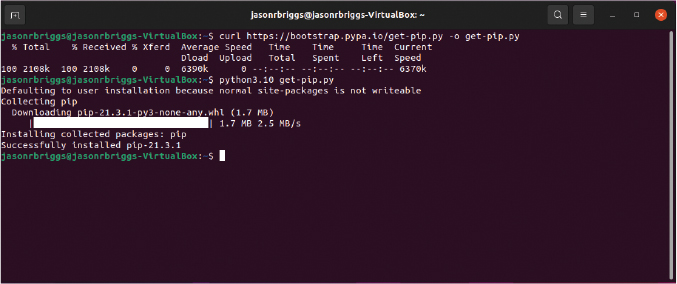 jasonrbriggs@jasonrbriggs-VirtualBox: ~
jasonrbriggs@jasonrbriggs-VirtualBox:~$ curl https://bootstrap.pypa.io/get-pip.py -o get-pip.py
  % Total    % Received % Xferd  Average Speed   Time    Time     Time  Current
                                 Dload  Upload   Total   Spent    Left  Speed
100 2108k  100 2108k    0     0  6390k      0 --:--:-- --:--:-- --:--:-- 6370k
jasonrbriggs@jasonrbriggs-VirtualBox:~$ python3.10 get-pip.py
Defaulting to user installation because normal site-packages is not writeable
Collecting pip
  Downloading pip-21.3.1-py3-none-any.whl (1.7 MB)
     |████████████████████████████████| 1.7 MB 2.5 MB/s
Installing collected packages: pip
Successfully installed pip-21.3.1
jasonrbriggs@jasonrbriggs-VirtualBox:~$